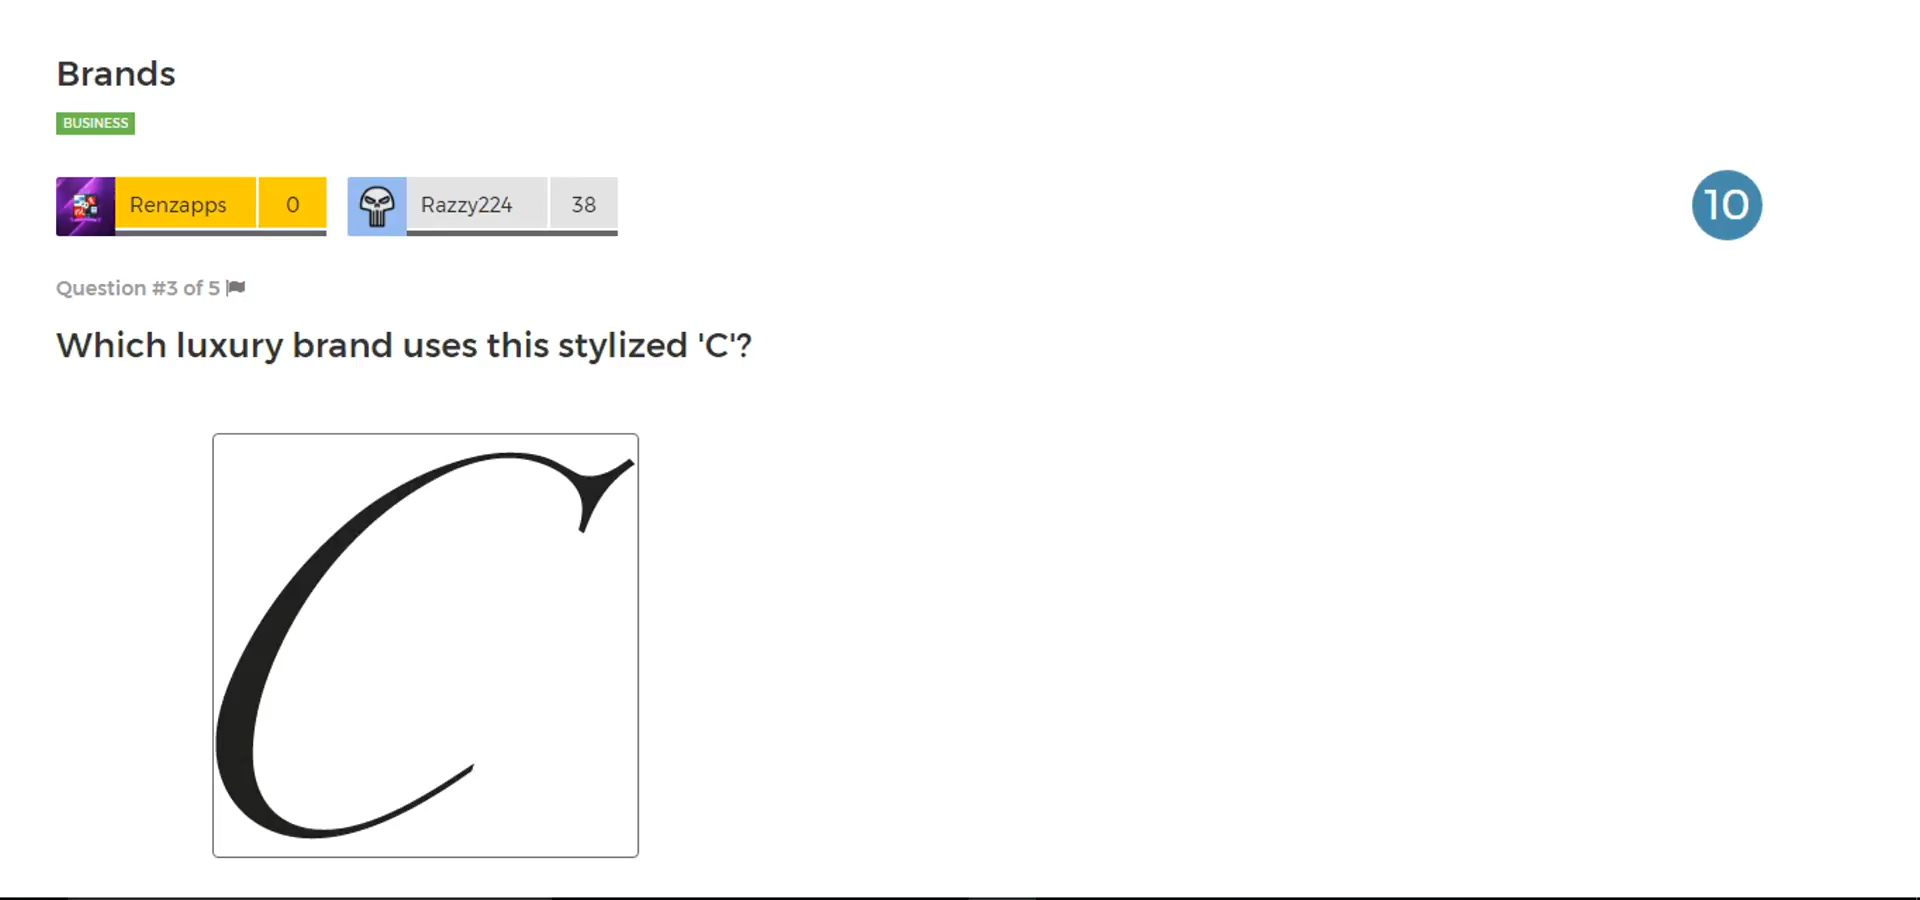 Brands
BUSINESS
Renzapps 0 Razzy224 38
10
Question #3 of 5
Which luxury brand uses this stylized 'C'?
C